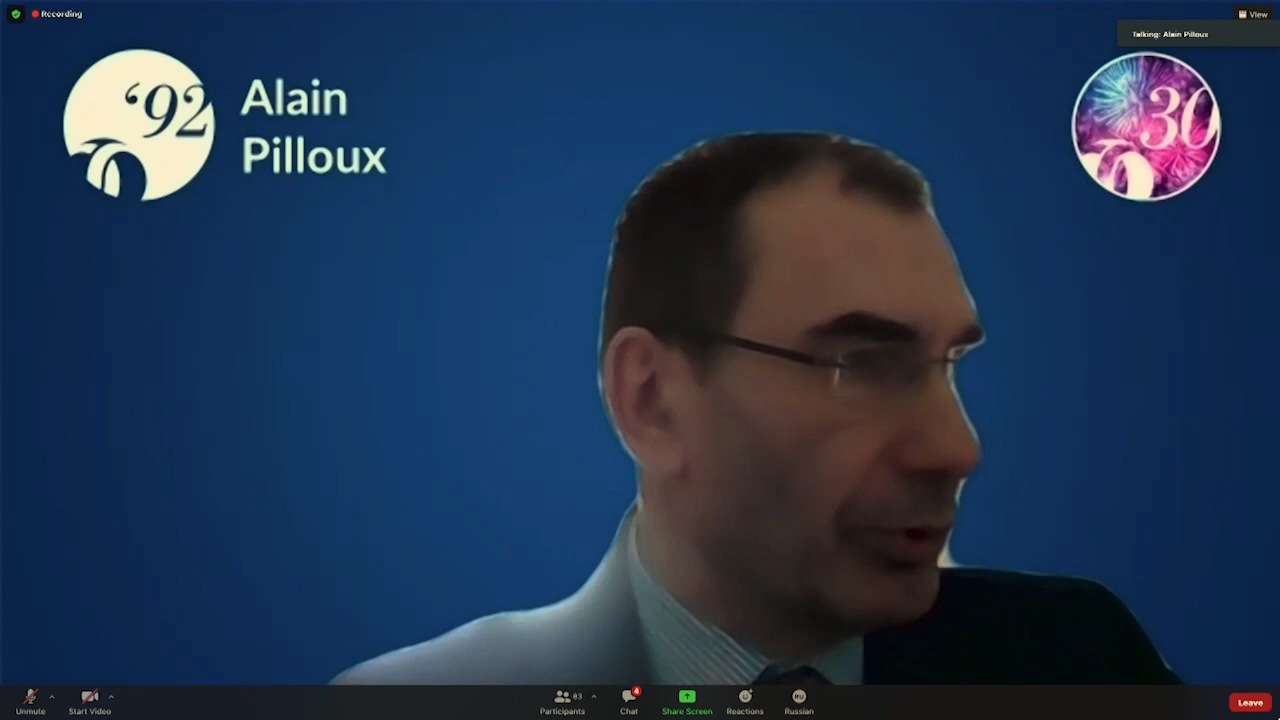 Recording
View
Talking: Alain Pilloux
‘92
Alain
Pilloux
30
83
4
Unmute
Start Video
Participants
Chat
Share Screen
Reactions
RU
Russian
Leave